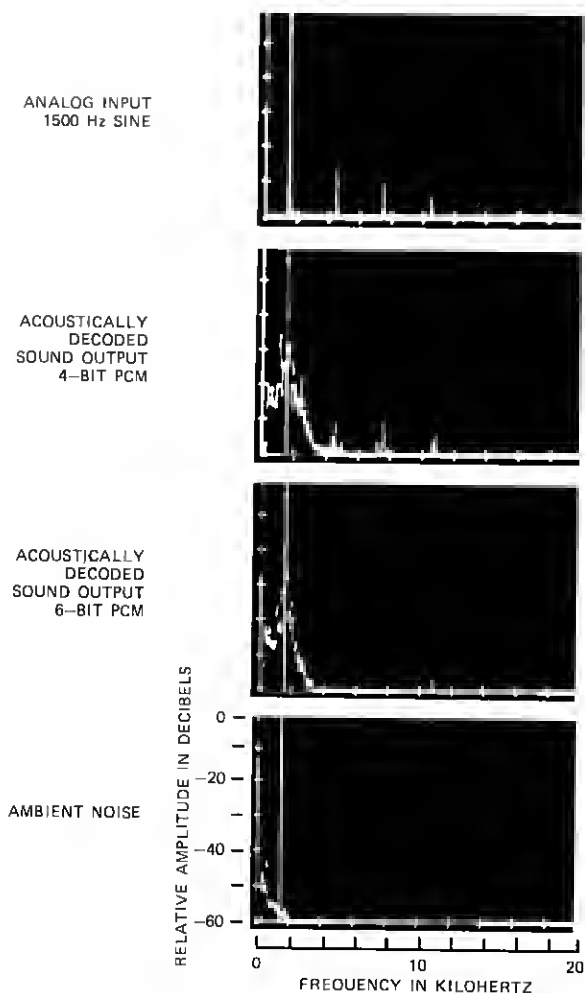 ANALOG INPUT
1500 Hz SINE
ACOUSTICALLY
DECODED
SOUND OUTPUT
4-BIT PCM
ACOUSTICALLY
DECODED
SOUND OUTPUT
6-BIT PCM
AMBIENT NOISE
RELATIVE AMPLITUDE IN DECIBELS
0
-20
-40
-60
0
10
20
FREQUENCY IN KILOHERTZ